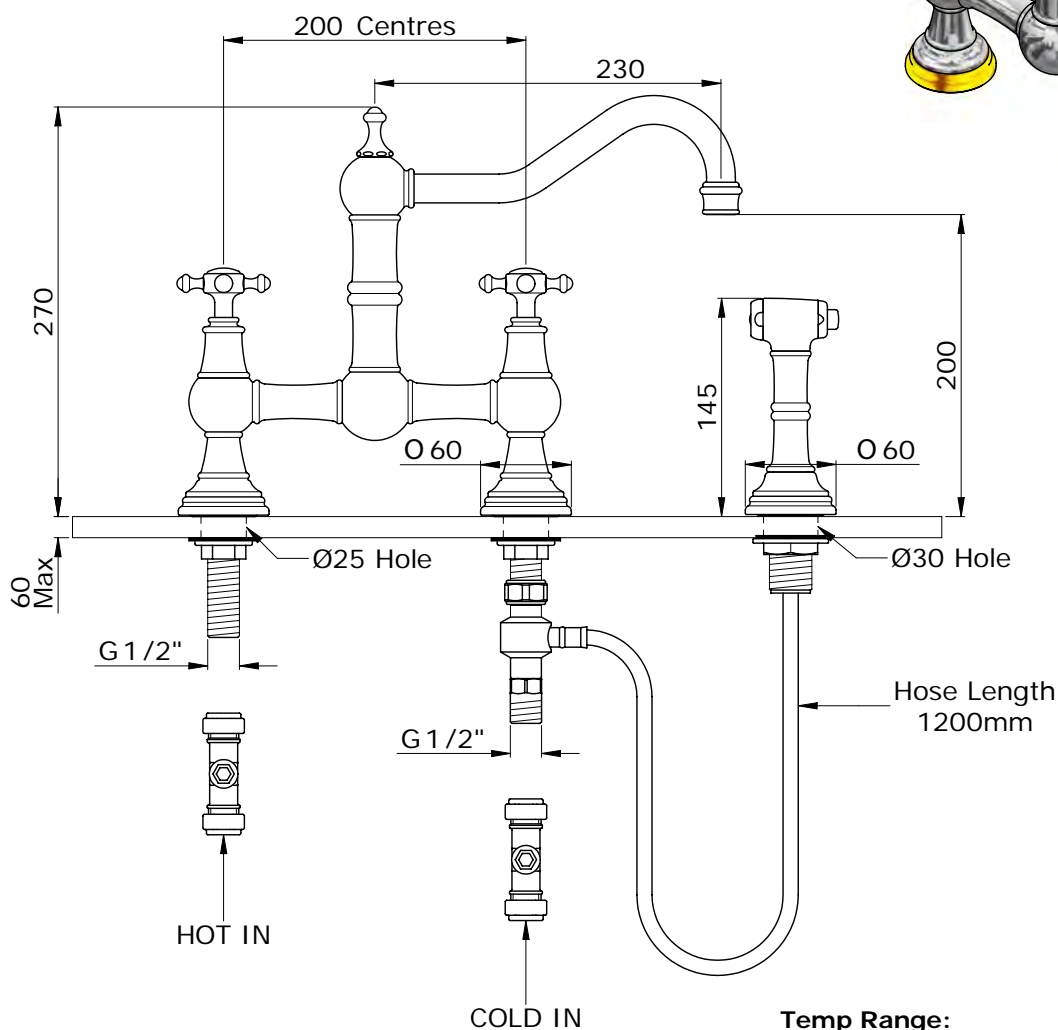 200 Centres
230
270
145
200
O 60
O 60
Ø25 Hole
Ø30 Hole
60
Max
G 1/2"
G 1/2"
Hose Length
1200mm
HOT IN
COLD IN
Temp Range: